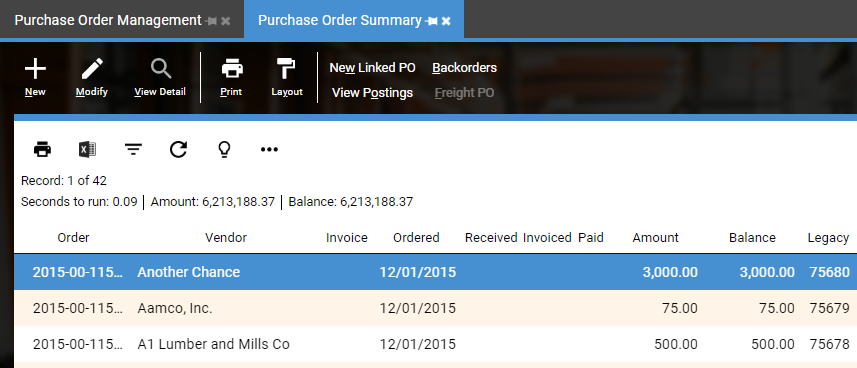 Purchase Order Management Purchase Order Summary
New Modify View Detail Print Layout New Linked PO Backorders
View Postings Freight PO
Record: 1 of 42
Seconds to run: 0.09 | Amount: 6,213,188.37 | Balance: 6,213,188.37
Order Vendor Invoice Ordered Received Invoiced Paid Amount Balance Legacy
2015-00-115... Another Chance 12/01/2015 3,000.00 3,000.00 75680
2015-00-115... Aamco, Inc. 12/01/2015 75.00 75.00 75679
2015-00-115... A1 Lumber and Mills Co 12/01/2015 500.00 500.00 75678